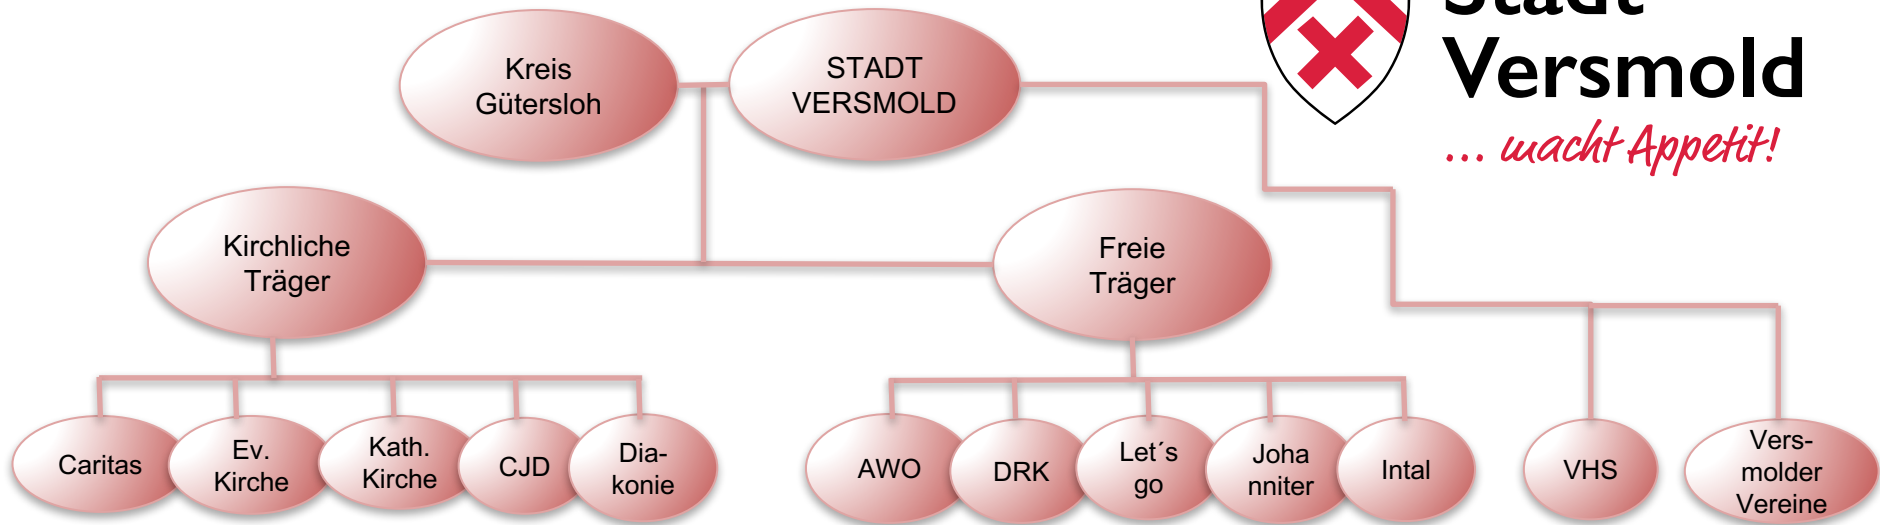 Stadt
Versmold
... macht Appetit!
Kreis
Gütersloh
STADT
VERSMOLD
Kirchliche
Träger
Freie
Träger
Caritas
Ev.
Kirche
Kath.
Kirche
CJD
Dia-
konie
AWO
DRK
Let´s
go
Joha
nniter
Intal
VHS
Vers-
molder
Vereine